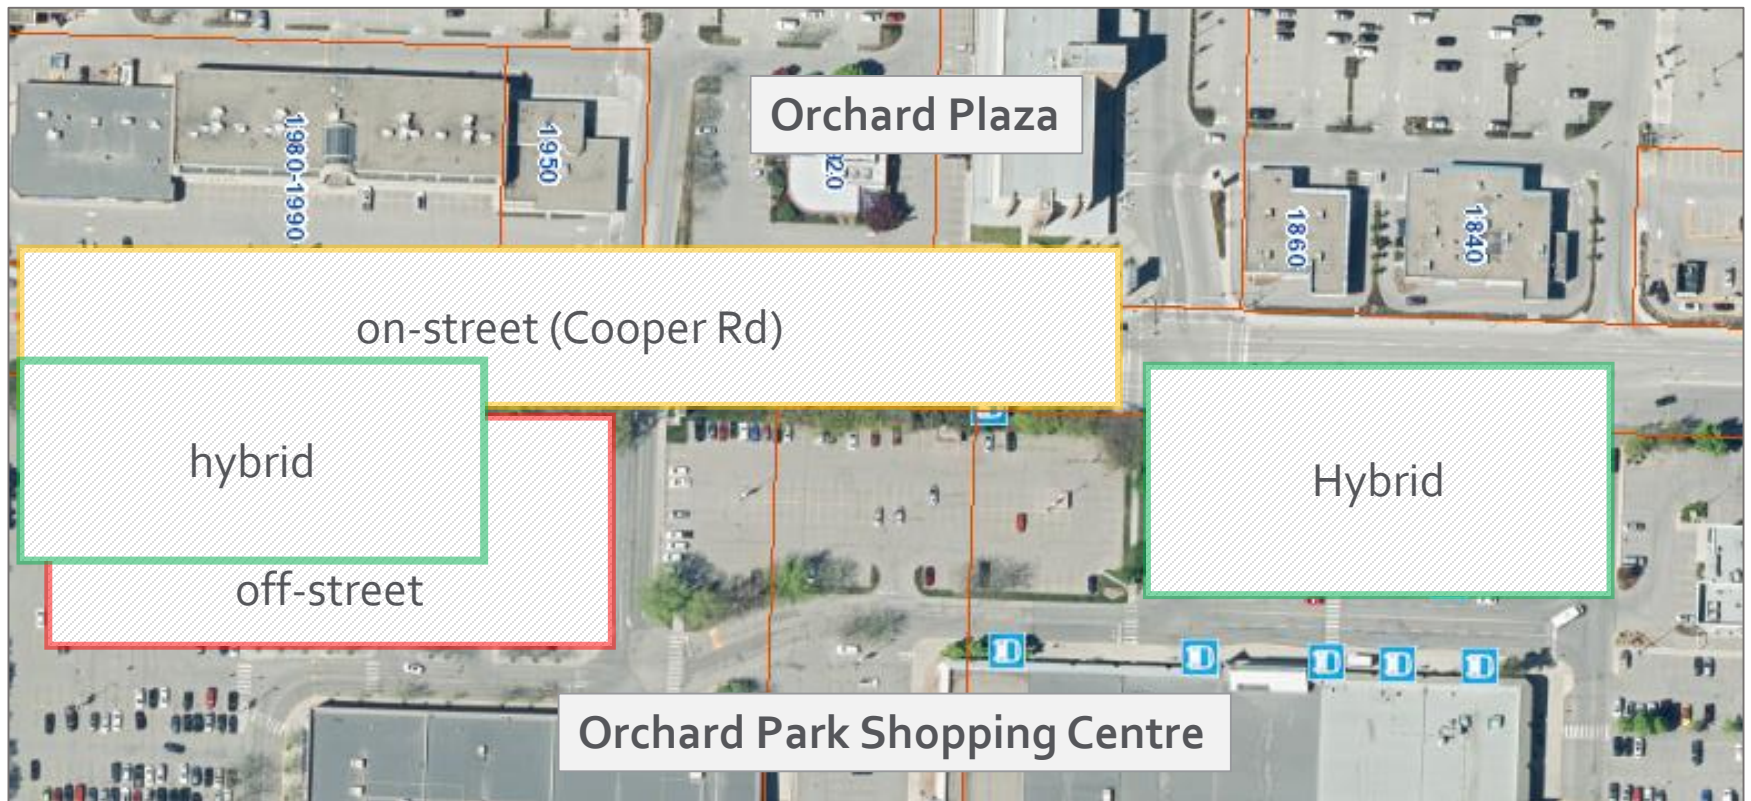 Orchard Plaza
1980-1990
1950
1860
1840
on-street (Cooper Rd)
hybrid
Hybrid
off-street
Orchard Park Shopping Centre